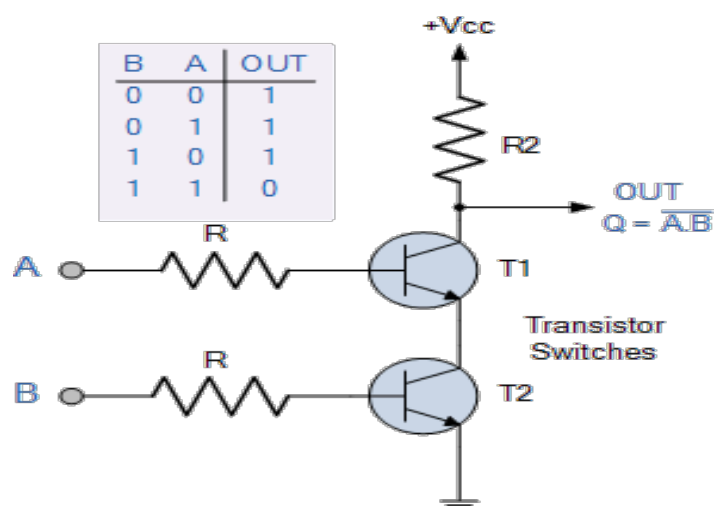 +Vcc
B A OUT
0 0 1
0 1 1
1 0 1
1 1 0
R2
OUT
Q = A̅.̅B̅
R
A
T1
Transistor
Switches
R
B
T2